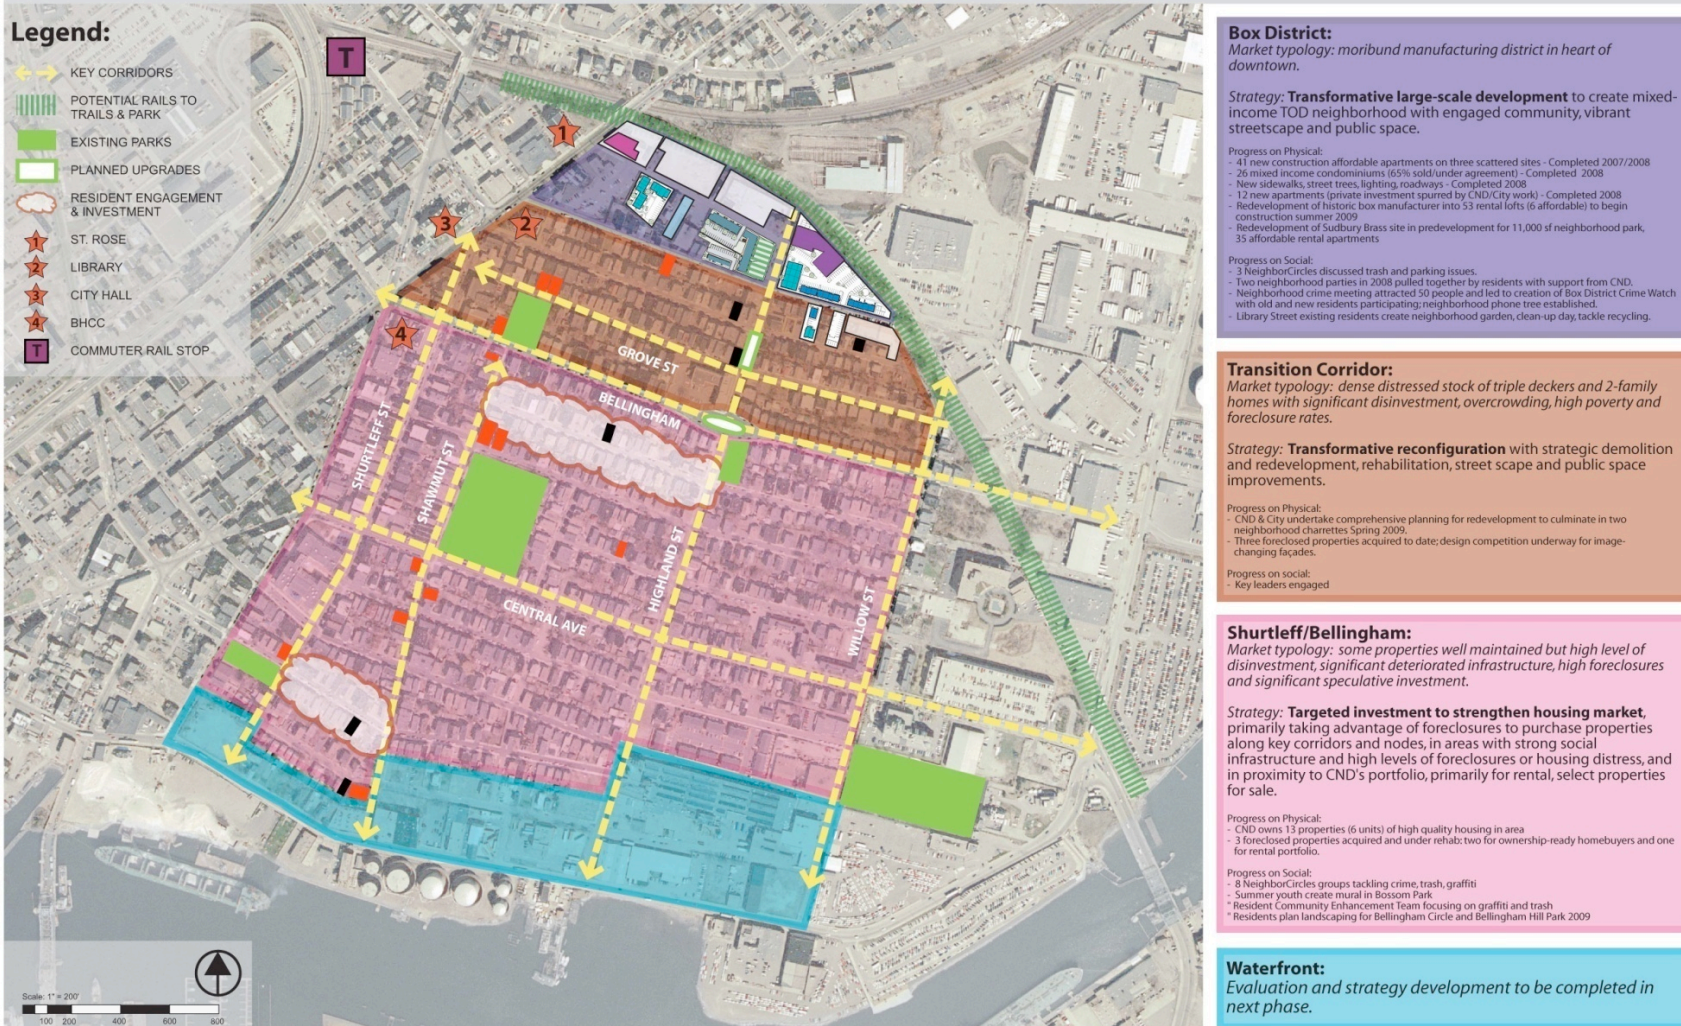 Legend:
KEY CORRIDORS
POTENTIAL RAILS TO
TRAILS & PARK
EXISTING PARKS
PLANNED UPGRADES
RESIDENT ENGAGEMENT
& INVESTMENT
1 ST. ROSE
2 LIBRARY
3 CITY HALL
4 BHCC
T COMMUTER RAIL STOP
T
1
2
3
4
GROVE ST
BELLINGHAM
SHURTLEFF ST
SHAWMUT ST
HIGHLAND ST
WILLOW ST
CENTRAL AVE
Scale: 1" = 200'
100 200 400 600 800
Box District:
Market typology: moribund manufacturing district in heart of
downtown.
Strategy: Transformative large-scale development to create mixed-
income TOD neighborhood with engaged community, vibrant
streetscape and public space.
Progress on Physical:
- 41 new construction affordable apartments on three scattered sites - Completed 2007/2008
- 26 mixed income condominiums (65% sold/under agreement) - Completed 2008
- New sidewalks, street trees, lighting, roadways - Completed 2008
- 12 new apartments (private investment spurred by CND/City work) - Completed 2008
- Redevelopment of historic box manufacturer into 53 rental lofts (6 affordable) to begin
construction summer 2009
- Redevelopment of Sudbury Brass site in predevelopment for 11,000 sf neighborhood park,
35 affordable rental apartments
Progress on Social:
- 3 NeighborCircles discussed trash and parking issues.
- Two neighborhood parties in 2008 pulled together by residents with support from CND.
- Neighborhood crime meeting attracted 50 people and led to creation of Box District Crime Watch
with old and new residents participating; neighborhood phone tree established.
- Library Street existing residents create neighborhood garden, clean-up day, tackle recycling.
Transition Corridor:
Market typology: dense distressed stock of triple deckers and 2-family
homes with significant disinvestment, overcrowding, high poverty and
foreclosure rates.
Strategy: Transformative reconfiguration with strategic demolition
and redevelopment, rehabilitation, street scape and public space
improvements.
Progress on Physical:
- CND & City undertake comprehensive planning for redevelopment to culminate in two
neighborhood charrettes Spring 2009.
- Three foreclosed properties acquired to date; design competition underway for image-
changing façades.
Progress on social:
- Key leaders engaged
Shurtleff/Bellingham:
Market typology: some properties well maintained but high level of
disinvestment, significant deteriorated infrastructure, high foreclosures
and significant speculative investment.
Strategy: Targeted investment to strengthen housing market,
primarily taking advantage of foreclosures to purchase properties
along key corridors and nodes, in areas with strong social
infrastructure and high levels of foreclosures or housing distress, and
in proximity to CND's portfolio, primarily for rental, select properties
for sale.
Progress on Physical:
- CND owns 13 properties (6 units) of high quality housing in area
- 3 foreclosed properties acquired and under rehab: two for ownership-ready homebuyers and one
for rental portfolio.
Progress on Social:
- 8 NeighborCircles groups tackling crime, trash, graffiti
- Summer youth create mural in Bossom Park
* Resident Community Enhancement Team focusing on graffiti and trash
* Residents plan landscaping for Bellingham Circle and Bellingham Hill Park 2009
Waterfront:
Evaluation and strategy development to be completed in
next phase.